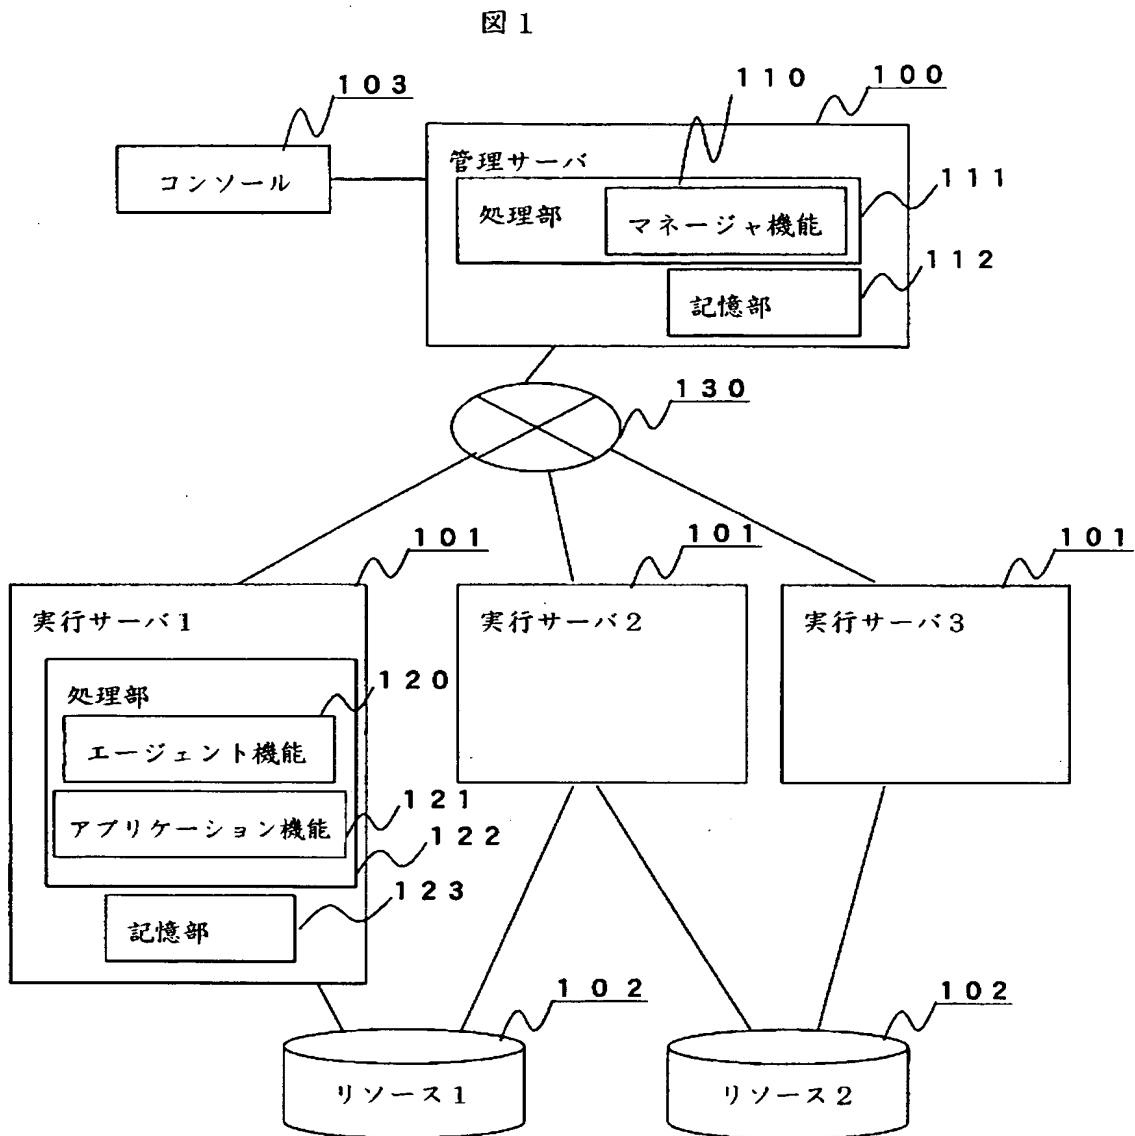 図1
103
110
100
コンソール
管理サーバ
処理部
マネージャ機能
111
記憶部
112
130
101
101
101
実行サーバ1
実行サーバ2
実行サーバ3
処理部
120
エージェント機能
アプリケーション機能
121
122
記憶部
123
102
102
リソース1
リソース2